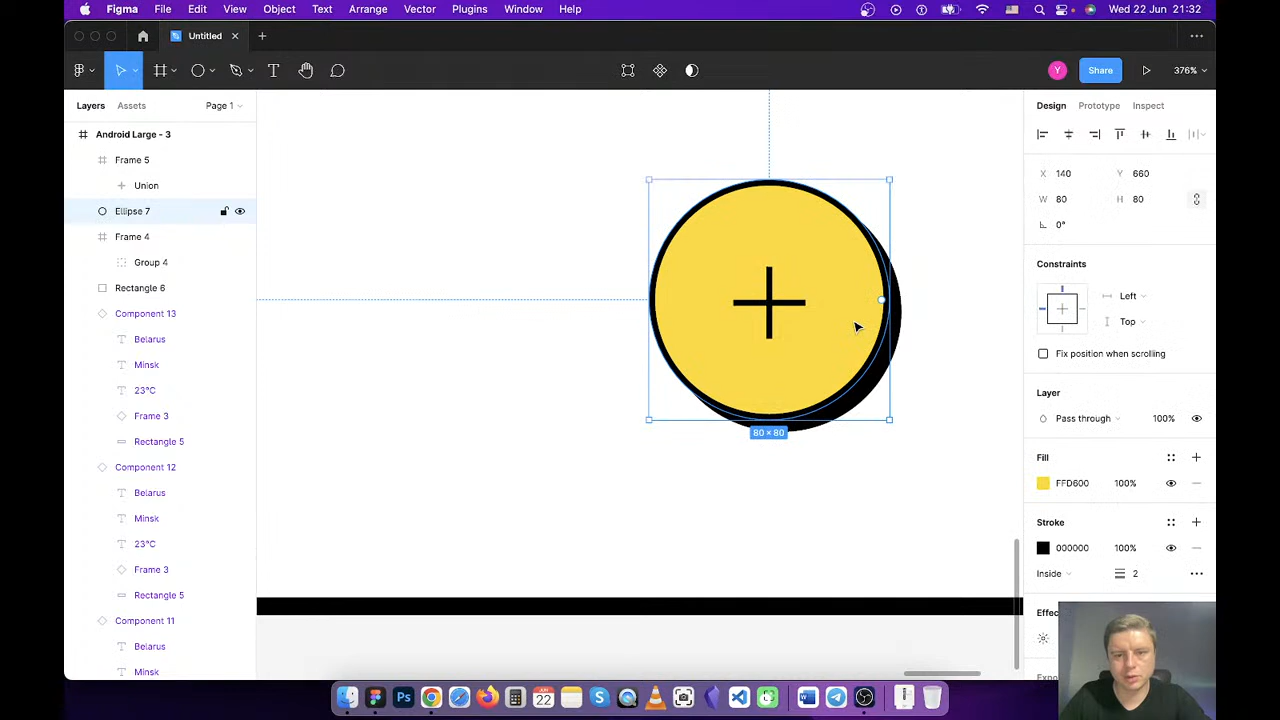 Figma File Edit View Object Text Arrange Vector Plugins Window Help Wed 22 Jun 21:32
Untitled
Share 376%
Y
Layers Assets Page 1
Android Large - 3
Frame 5
Union
Ellipse 7
Frame 4
Group 4
Rectangle 6
Component 13
Belarus
Minsk
23°C
Frame 3
Rectangle 5
Component 12
Belarus
Minsk
23°C
Frame 3
Rectangle 5
Component 11
Belarus
Minsk
80 × 80
Design Prototype Inspect
X 140 Y 660
W 80 H 80
0°
Constraints
Left
Top
Fix position when scrolling
Layer
Pass through 100%
Fill
FFD600 100%
Stroke
000000 100%
Inside 2
Effe
JUN
22